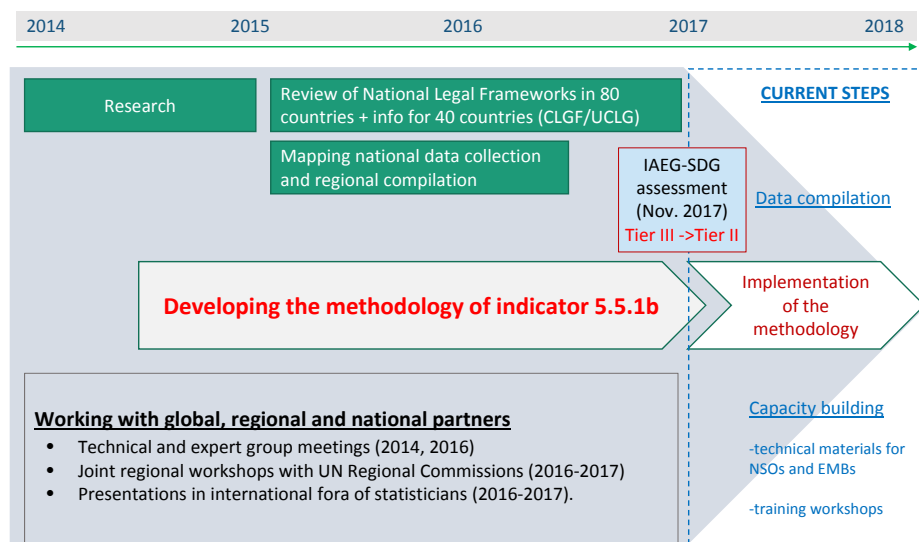 2014 2015 2016 2017 2018
Research
Review of National Legal Frameworks in 80
countries + info for 40 countries (CLGF/UCLG)
Mapping national data collection
and regional compilation
IAEG-SDG
assessment
(Nov. 2017)
Tier III ->Tier II
CURRENT STEPS
Data compilation
Developing the methodology of indicator 5.5.1b
Implementation
of the
methodology
Working with global, regional and national partners
• Technical and expert group meetings (2014, 2016)
• Joint regional workshops with UN Regional Commissions (2016-2017)
• Presentations in international fora of statisticians (2016-2017).
Capacity building
-technical materials for
NSOs and EMBs
-training workshops